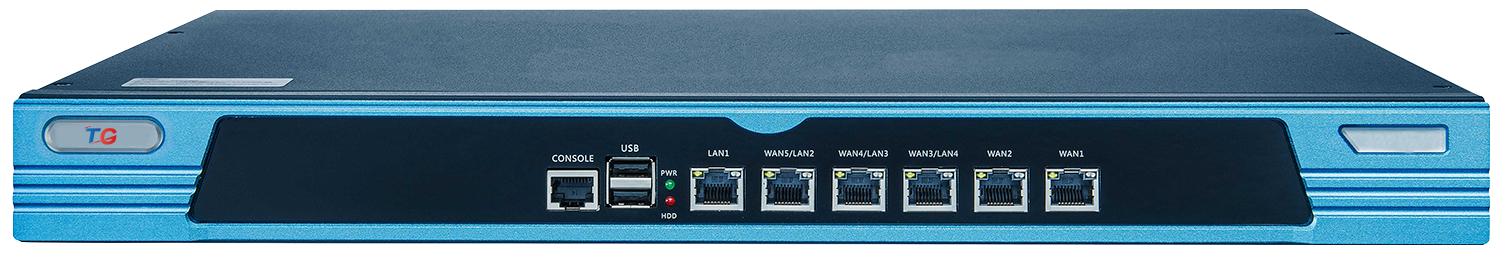 TG
CONSOLE
USB
PWR
HDD
LAN1
WAN5/LAN2
WAN4/LAN3
WAN3/LAN4
WAN2
WAN1